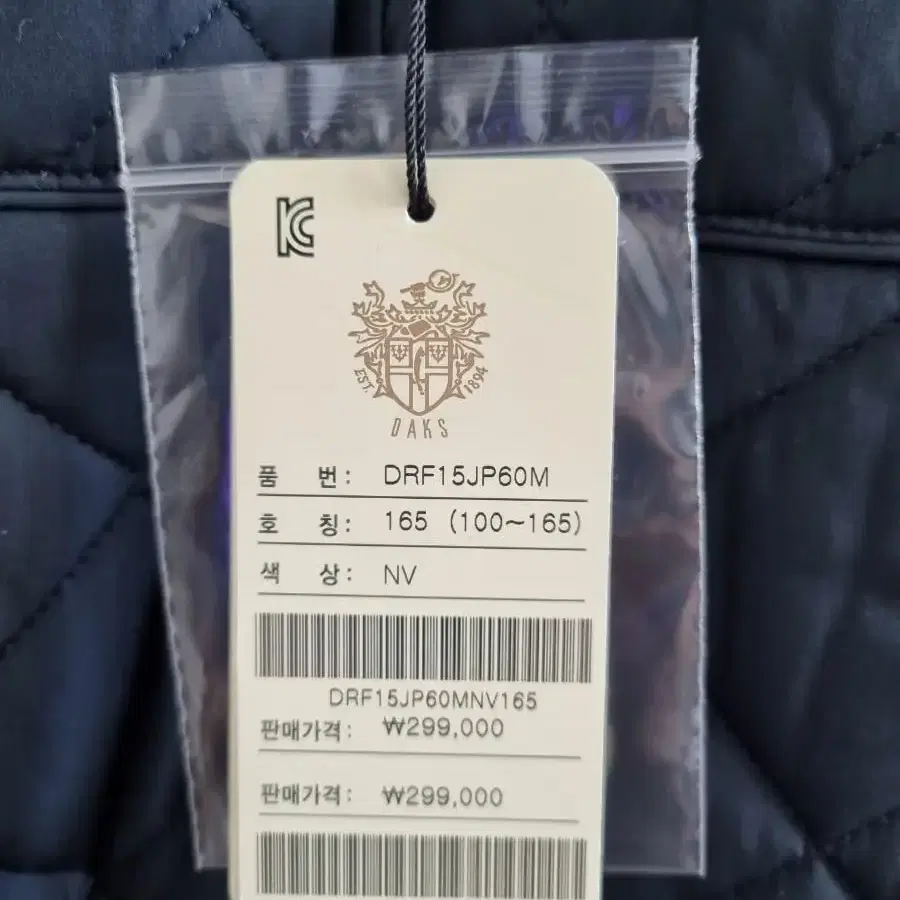 KC
EST. 1894
DAKS
품 번: DRF15JP60M
호 칭: 165 (100~165)
색 상: NV
DRF15JP60MNV165
판매가격: ₩299,000
판매가격: ₩299,000